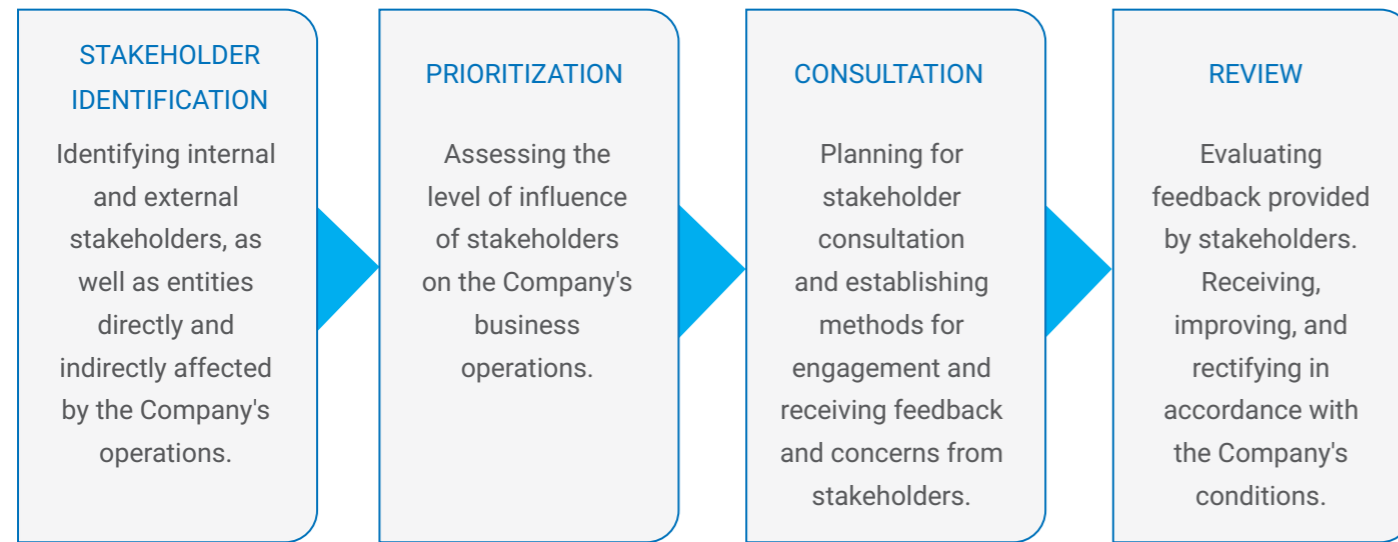 STAKEHOLDER
IDENTIFICATION
Identifying internal
and external
stakeholders, as
well as entities
directly and
indirectly affected
by the Company's
operations.
PRIORITIZATION
Assessing the
level of influence
of stakeholders
on the Company's
business
operations.
CONSULTATION
Planning for
stakeholder
consultation
and establishing
methods for
engagement and
receiving feedback
and concerns from
stakeholders.
REVIEW
Evaluating
feedback provided
by stakeholders.
Receiving,
improving, and
rectifying in
accordance with
the Company's
conditions.